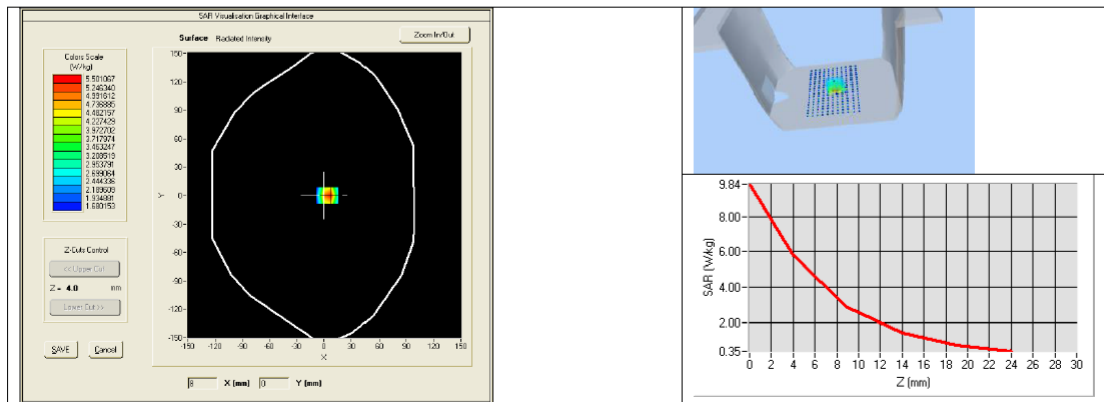 SAR Visualisation Graphical Interface
Surface Radiated Intensity
Zoom In/Out
Colors Scale
(W/kg)
5.501067
5.246340
4.991612
4.736885
4.482157
4.227429
3.972702
3.717974
3.463247
3.208519
2.953791
2.699064
2.444336
2.189609
1.934881
1.680153
150
120
90
60
30
0
-30
-60
-90
-120
-150
Y
-150 -120 -90 -60 -30 0 30 60 90 120 150
X
Z-Cuts Control
<< Upper Cut
Z = 4.0 mm
Lower Cut >>
SAVE Cancel
8 X (mm) 0 Y (mm)
9.84
8.00
6.00
4.00
2.00
0.35
SAR (W/kg)
0 2 4 6 8 10 12 14 16 18 20 22 24 26 28 30
Z (mm)